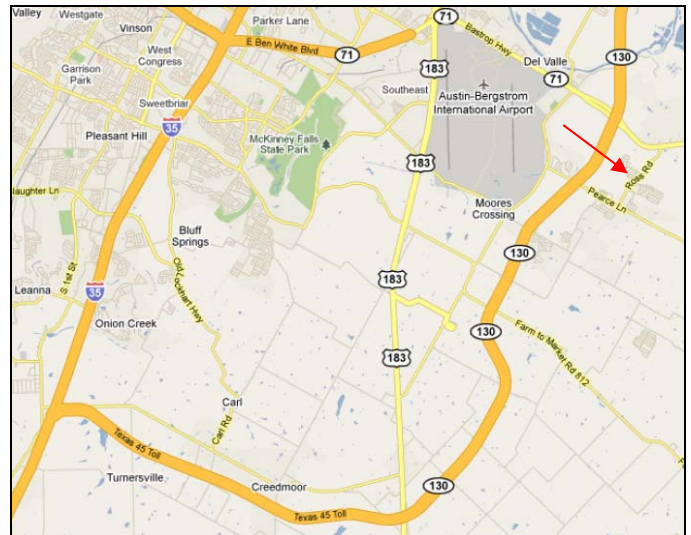 Valley
Westgate
Parker Lane
71
Vinson
E Ben White Blvd
Bastrop Hwy
130
West
Congress
71
183
Del Valle
71
Garrison
Park
Southeast
Austin-Bergstrom
International Airport
Sweetbriar
35
Pleasant Hill
McKinney Falls
State Park
183
Ross Rd
laughter Ln
Pearce Ln
Moores
Crossing
Bluff
Springs
130
S 1st St
Old Lockhart Hwy
183
Leanna
35
Onion Creek
130
Farm to Market Rd 812
183
Carl
Carl Rd
Texas 45 Toll
Turnersville
Creedmoor
130
Texas 45 Toll